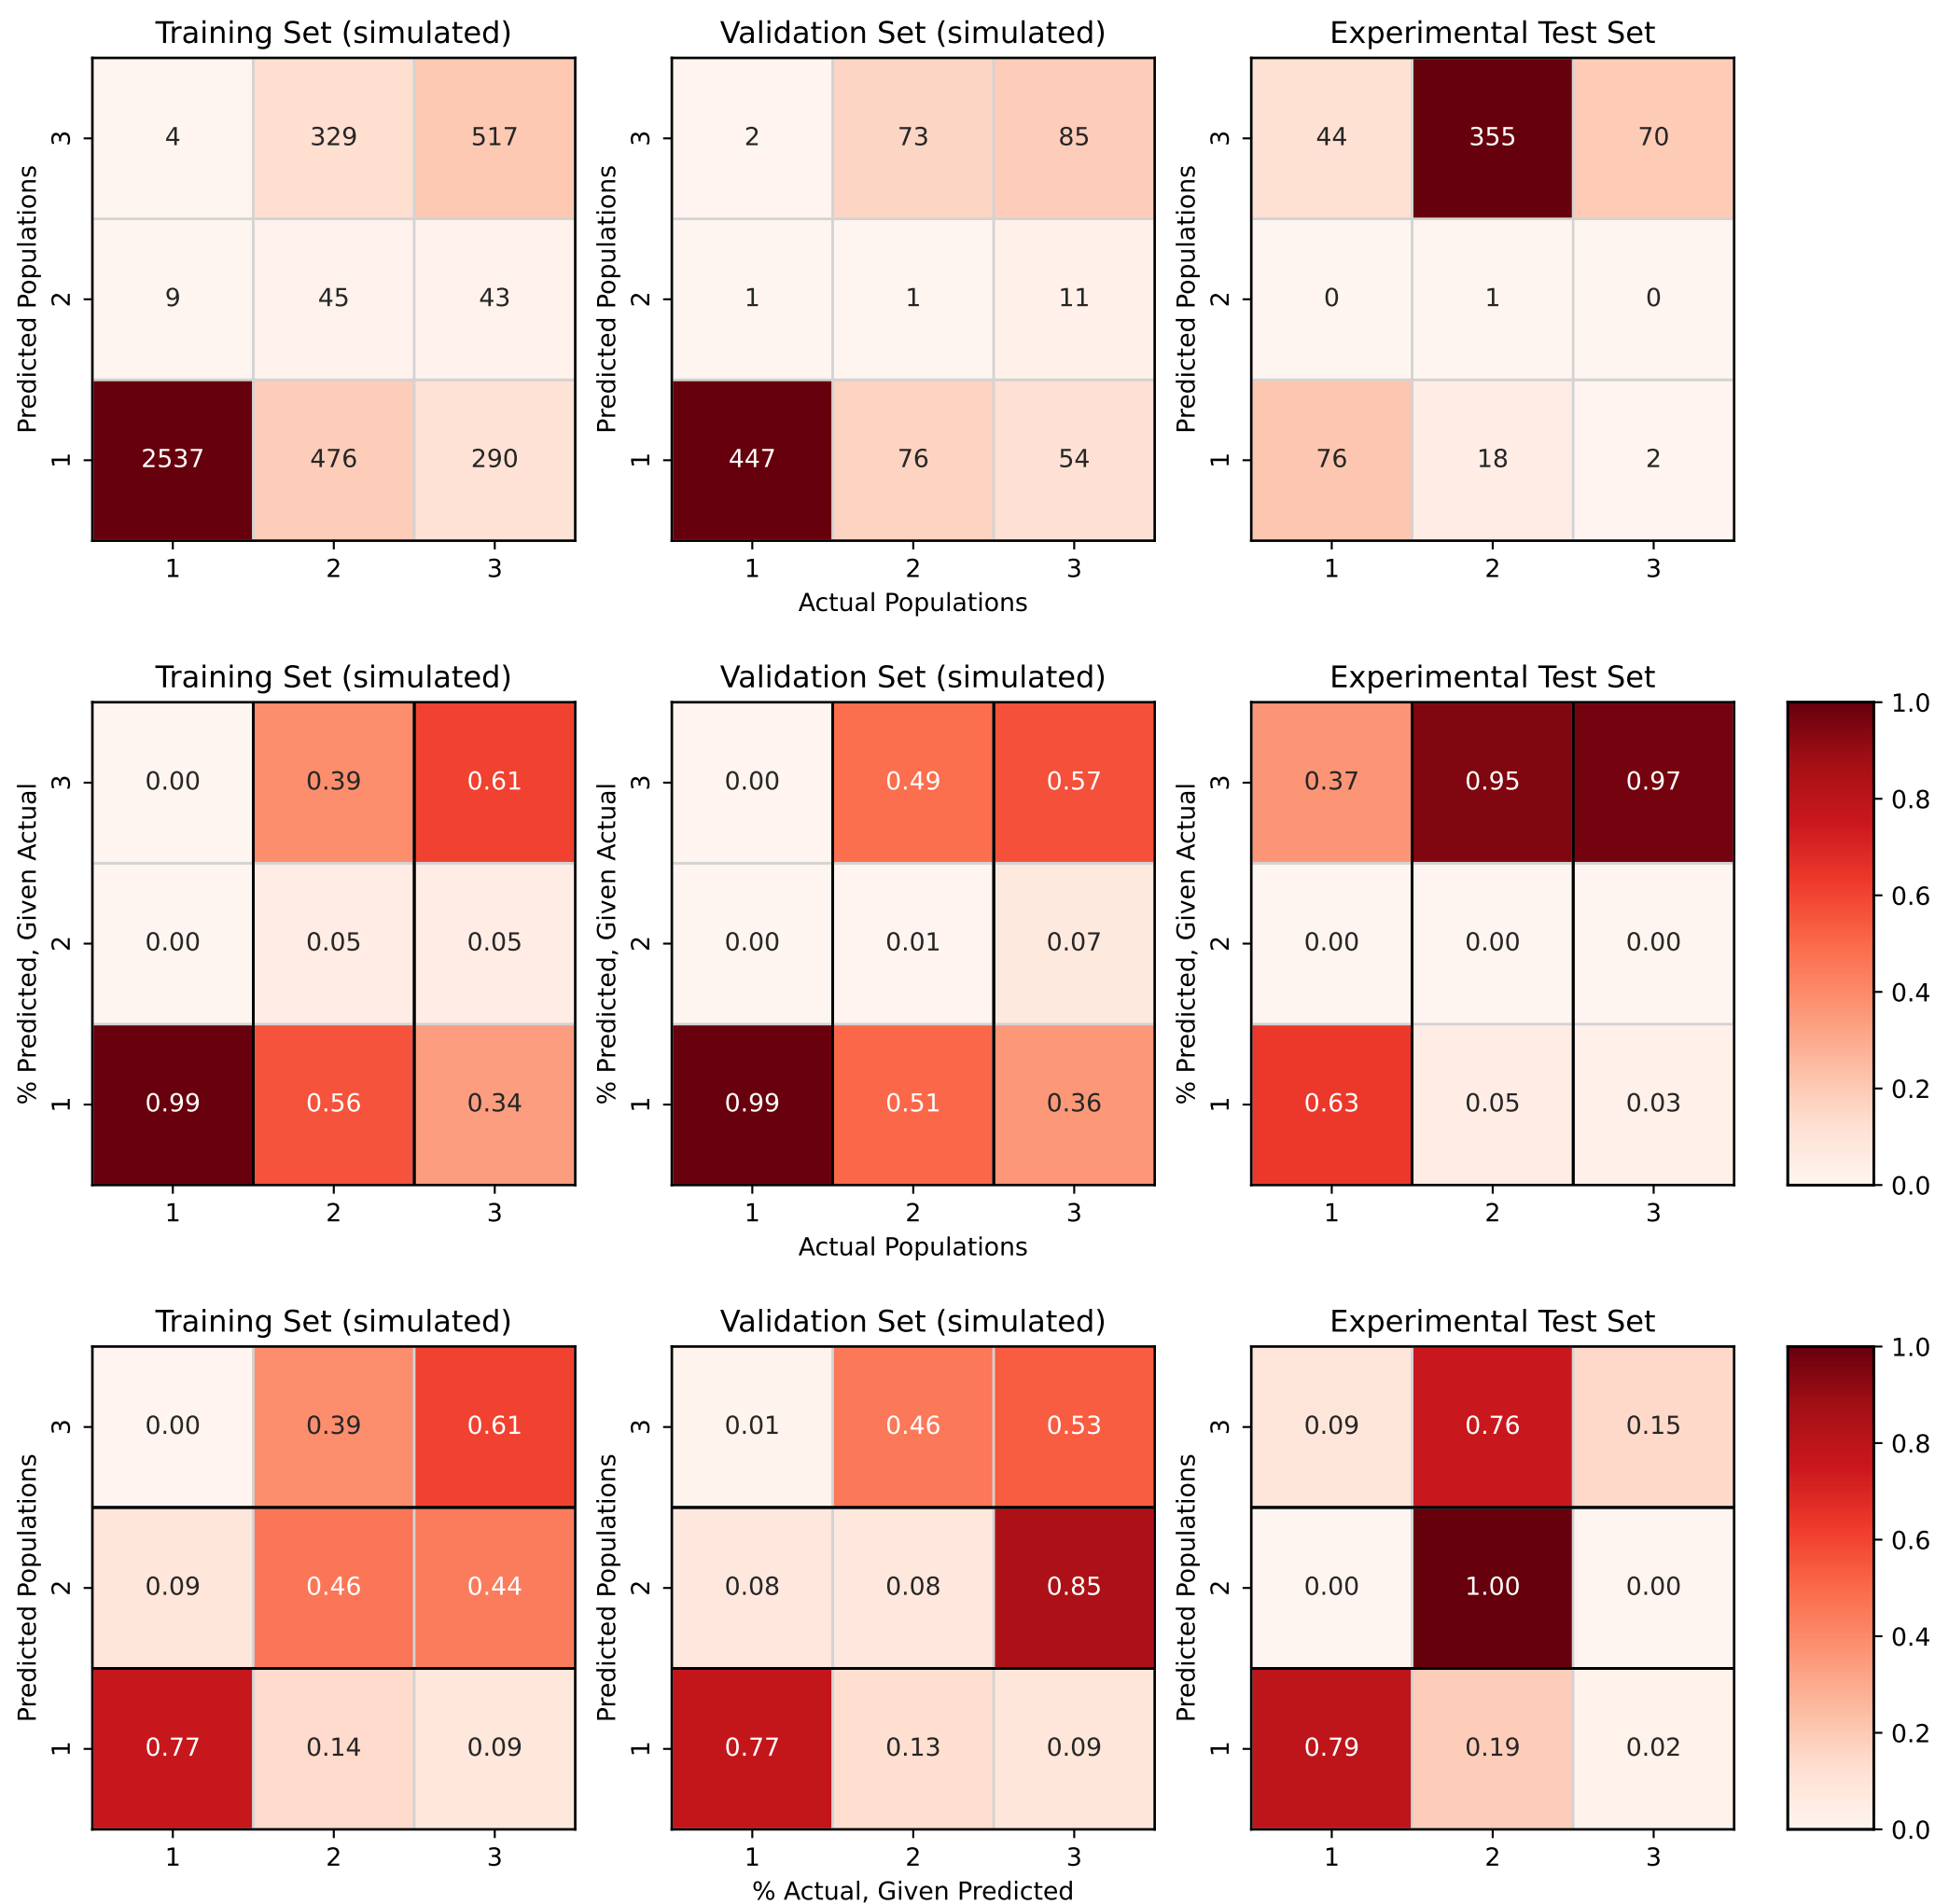 Training Set (simulated) Validation Set (simulated) Experimental Test Set
Predicted Populations Predicted Populations Predicted Populations
3 4 329 517 3 2 73 85 3 44 355 70
2 9 45 43 2 1 1 11 2 0 1 0
1 2537 476 290 1 447 76 54 1 76 18 2
1 2 3 1 2 3 1 2 3
Actual Populations
Training Set (simulated) Validation Set (simulated) Experimental Test Set
% Predicted, Given Actual % Predicted, Given Actual % Predicted, Given Actual
1.0
3 0.00 0.39 0.61 3 0.00 0.49 0.57 3 0.37 0.95 0.97
0.8
0.6
2 0.00 0.05 0.05 2 0.00 0.01 0.07 2 0.00 0.00 0.00
0.4
0.2
1 0.99 0.56 0.34 1 0.99 0.51 0.36 1 0.63 0.05 0.03
0.0
1 2 3 1 2 3 1 2 3
Actual Populations
Training Set (simulated) Validation Set (simulated) Experimental Test Set
Predicted Populations Predicted Populations Predicted Populations
1.0
3 0.00 0.39 0.61 3 0.01 0.46 0.53 3 0.09 0.76 0.15
0.8
0.6
2 0.09 0.46 0.44 2 0.08 0.08 0.85 2 0.00 1.00 0.00
0.4
0.2
1 0.77 0.14 0.09 1 0.77 0.13 0.09 1 0.79 0.19 0.02
0.0
1 2 3 1 2 3 1 2 3
% Actual, Given Predicted